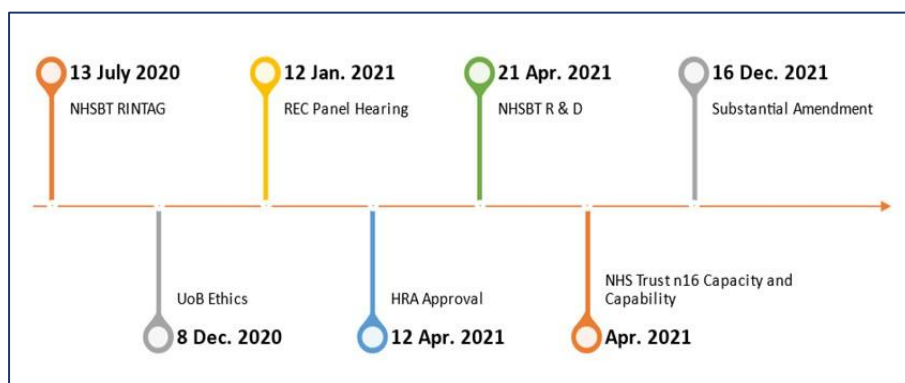 13 July 2020
NHSBT RINTAG
12 Jan. 2021
REC Panel Hearing
21 Apr. 2021
NHSBT R & D
16 Dec. 2021
Substantial Amendment
UoB Ethics
8 Dec. 2020
HRA Approval
12 Apr. 2021
NHS Trust n16 Capacity and
Capability
Apr. 2021